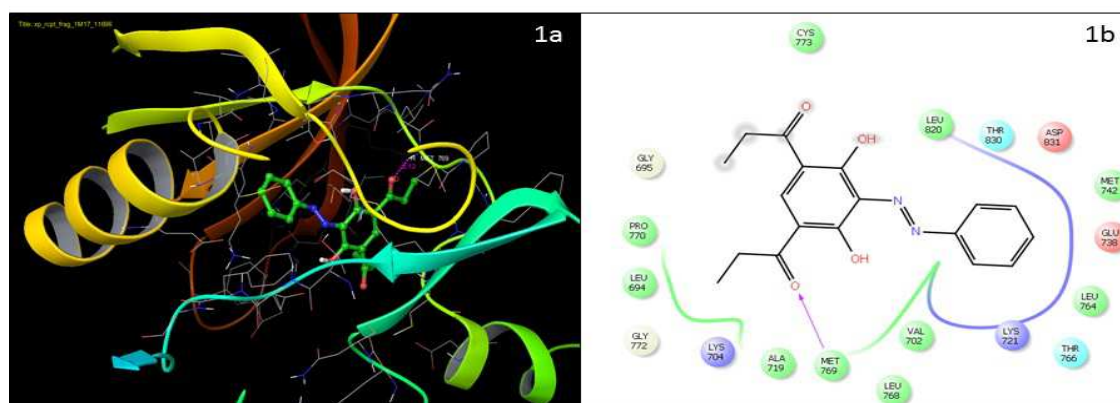 Title: xp_rcpt_frag_1M17_11696
1a
MET 769
1b
CYS
773
O
LEU
820
THR
830
ASP
831
OH
GLY
695
MET
742
N
N
GLU
738
PRO
770
OH
LEU
694
O
LEU
764
GLY
772
LYS
704
ALA
719
MET
769
VAL
702
LYS
721
THR
766
LEU
768